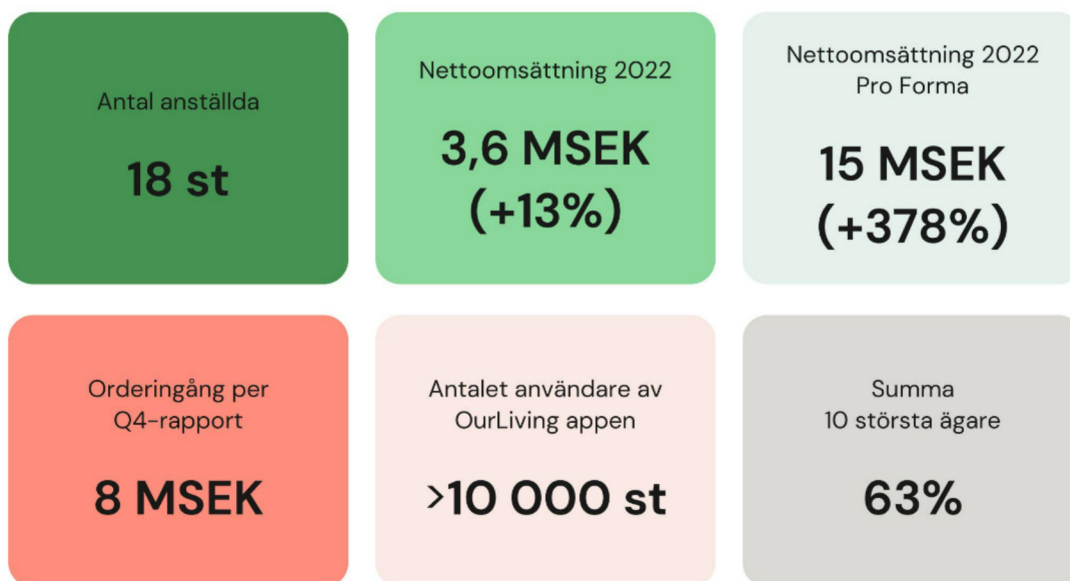 Antal anställda
18 st
Nettoomsättning 2022
3,6 MSEK
(+13%)
Nettoomsättning 2022
Pro Forma
15 MSEK
(+378%)
Orderingång per
Q4-rapport
8 MSEK
Antalet användare av
OurLiving appen
>10 000 st
Summa
10 största ägare
63%